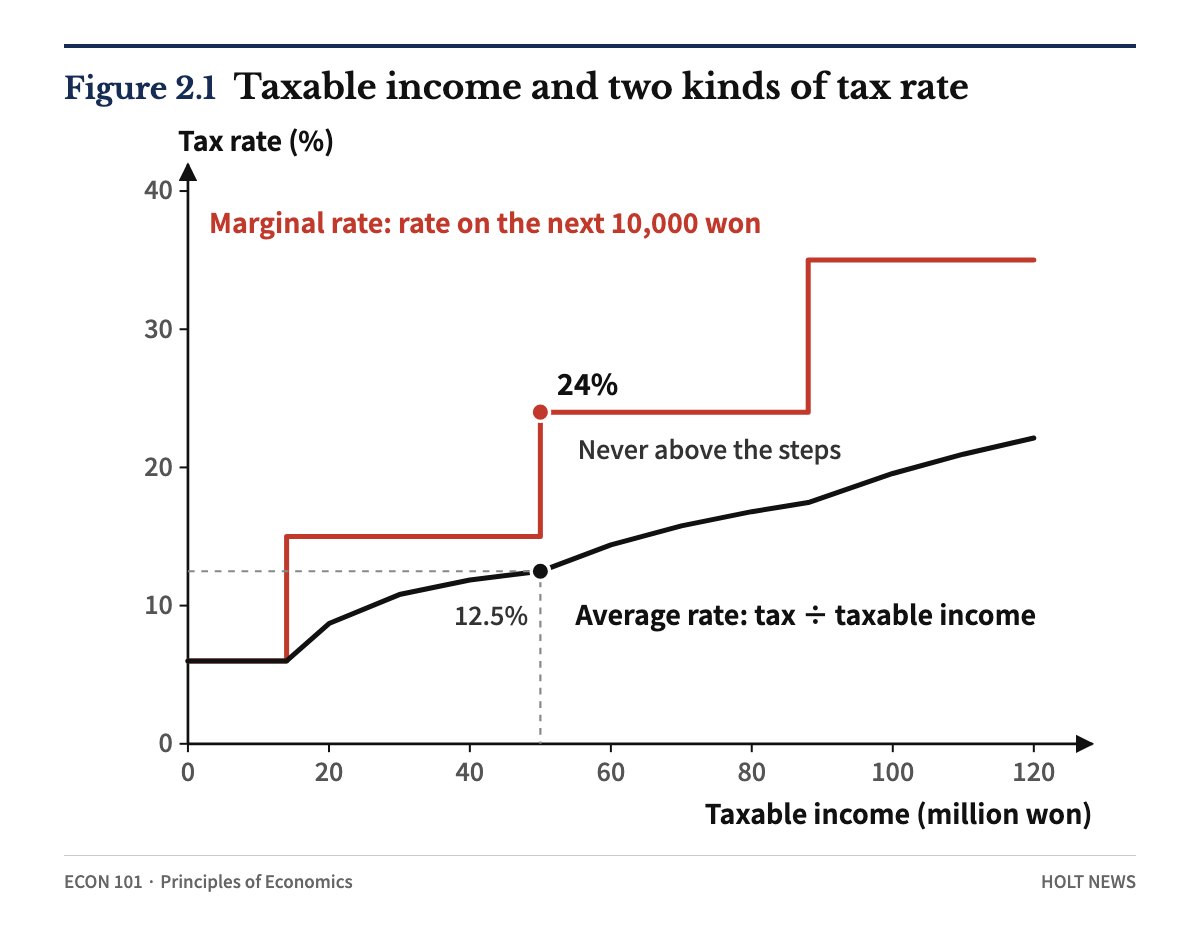 Figure 2.1 Taxable income and two kinds of tax rate
Tax rate (%)
40
Marginal rate: rate on the next 10,000 won
30
24%
Never above the steps
20
10
12.5%
Average rate: tax ÷ taxable income
0
0 20 40 60 80 100 120
Taxable income (million won)
ECON 101 · Principles of Economics
HOLT NEWS